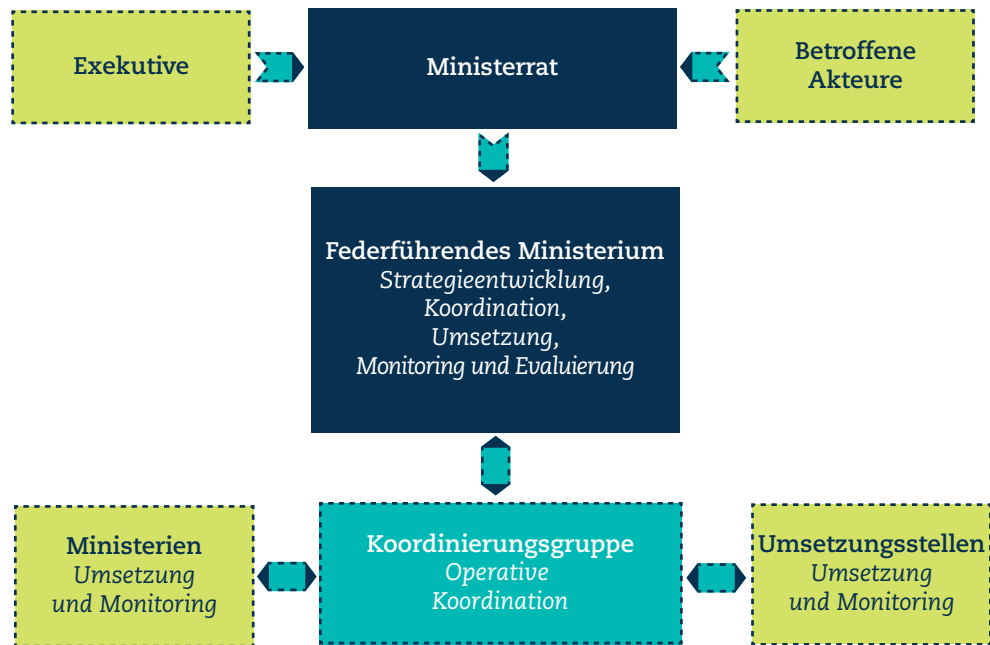 Exekutive
Ministerrat
Betroffene
Akteure
Federführendes Ministerium
Strategieentwicklung,
Koordination,
Umsetzung,
Monitoring und Evaluierung
Ministerien
Umsetzung
und Monitoring
Koordinierungsgruppe
Operative
Koordination
Umsetzungsstellen
Umsetzung
und Monitoring